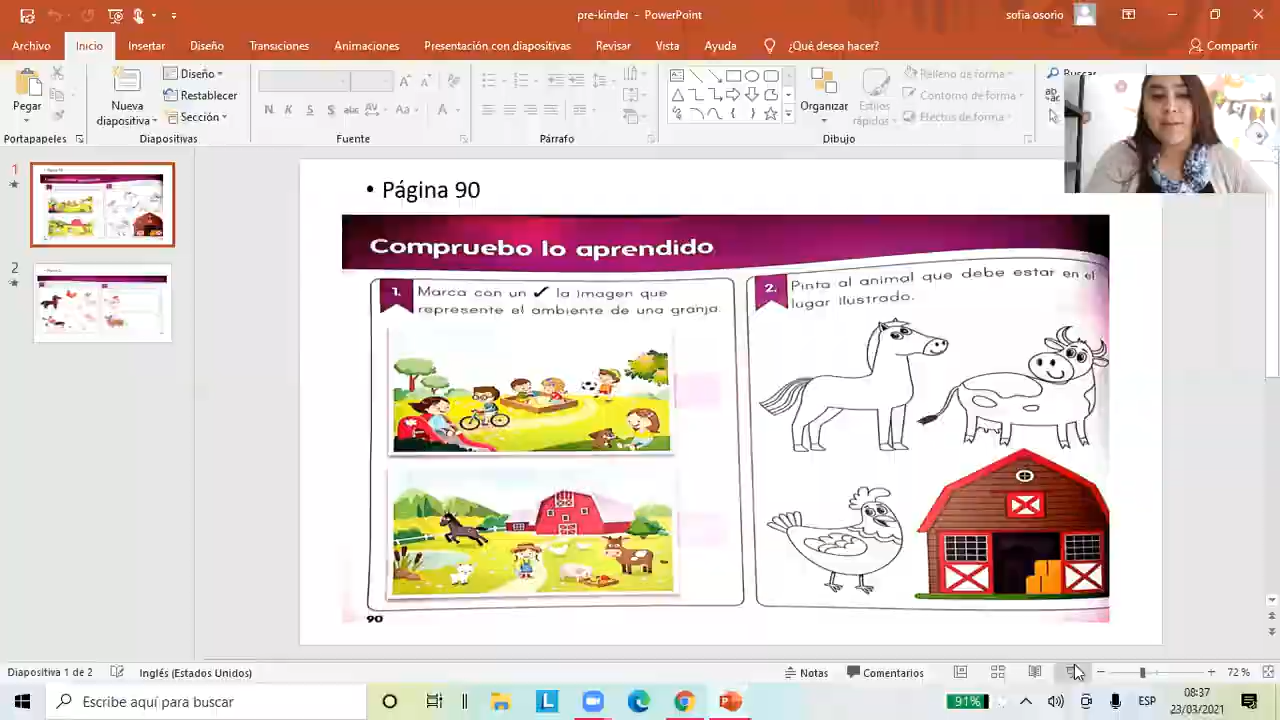 pre-kinder - PowerPoint
sofia osorio
Archivo Inicio Insertar Diseño Transiciones Animaciones Presentación con diapositivas Revisar Vista Ayuda ¿Qué desea hacer? Compartir
Pegar
Nueva diapositiva
Diseño
Restablecer
Sección
N K S S abc AV Aa A
Organizar
Estilos rápidos
Relleno de forma
Contorno de forma
Efectos de forma
Buscar
Portapapeles Diapositivas Fuente Párrafo Dibujo
1
2
• Página 90
Compruebo lo aprendido
1. Marca con un ✓ la imagen que
represente el ambiente de una granja.
2. Pinta al animal que debe estar en el
lugar ilustrado.
90
Diapositiva 1 de 2 Inglés (Estados Unidos) Notas Comentarios 72 %
Escribe aquí para buscar
91% ESP 08:37
23/03/2021